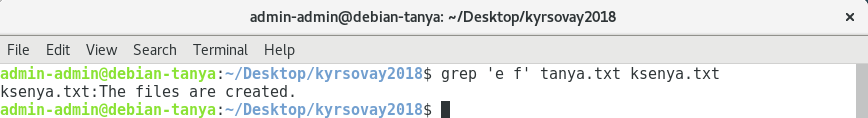 admin-admin@debian-tanya: ~/Desktop/kyrsovay2018
File Edit View Search Terminal Help
admin-admin@debian-tanya:~/Desktop/kyrsovay2018$ grep 'e f' tanya.txt ksenya.txt
ksenya.txt:The files are created.
admin-admin@debian-tanya:~/Desktop/kyrsovay2018$